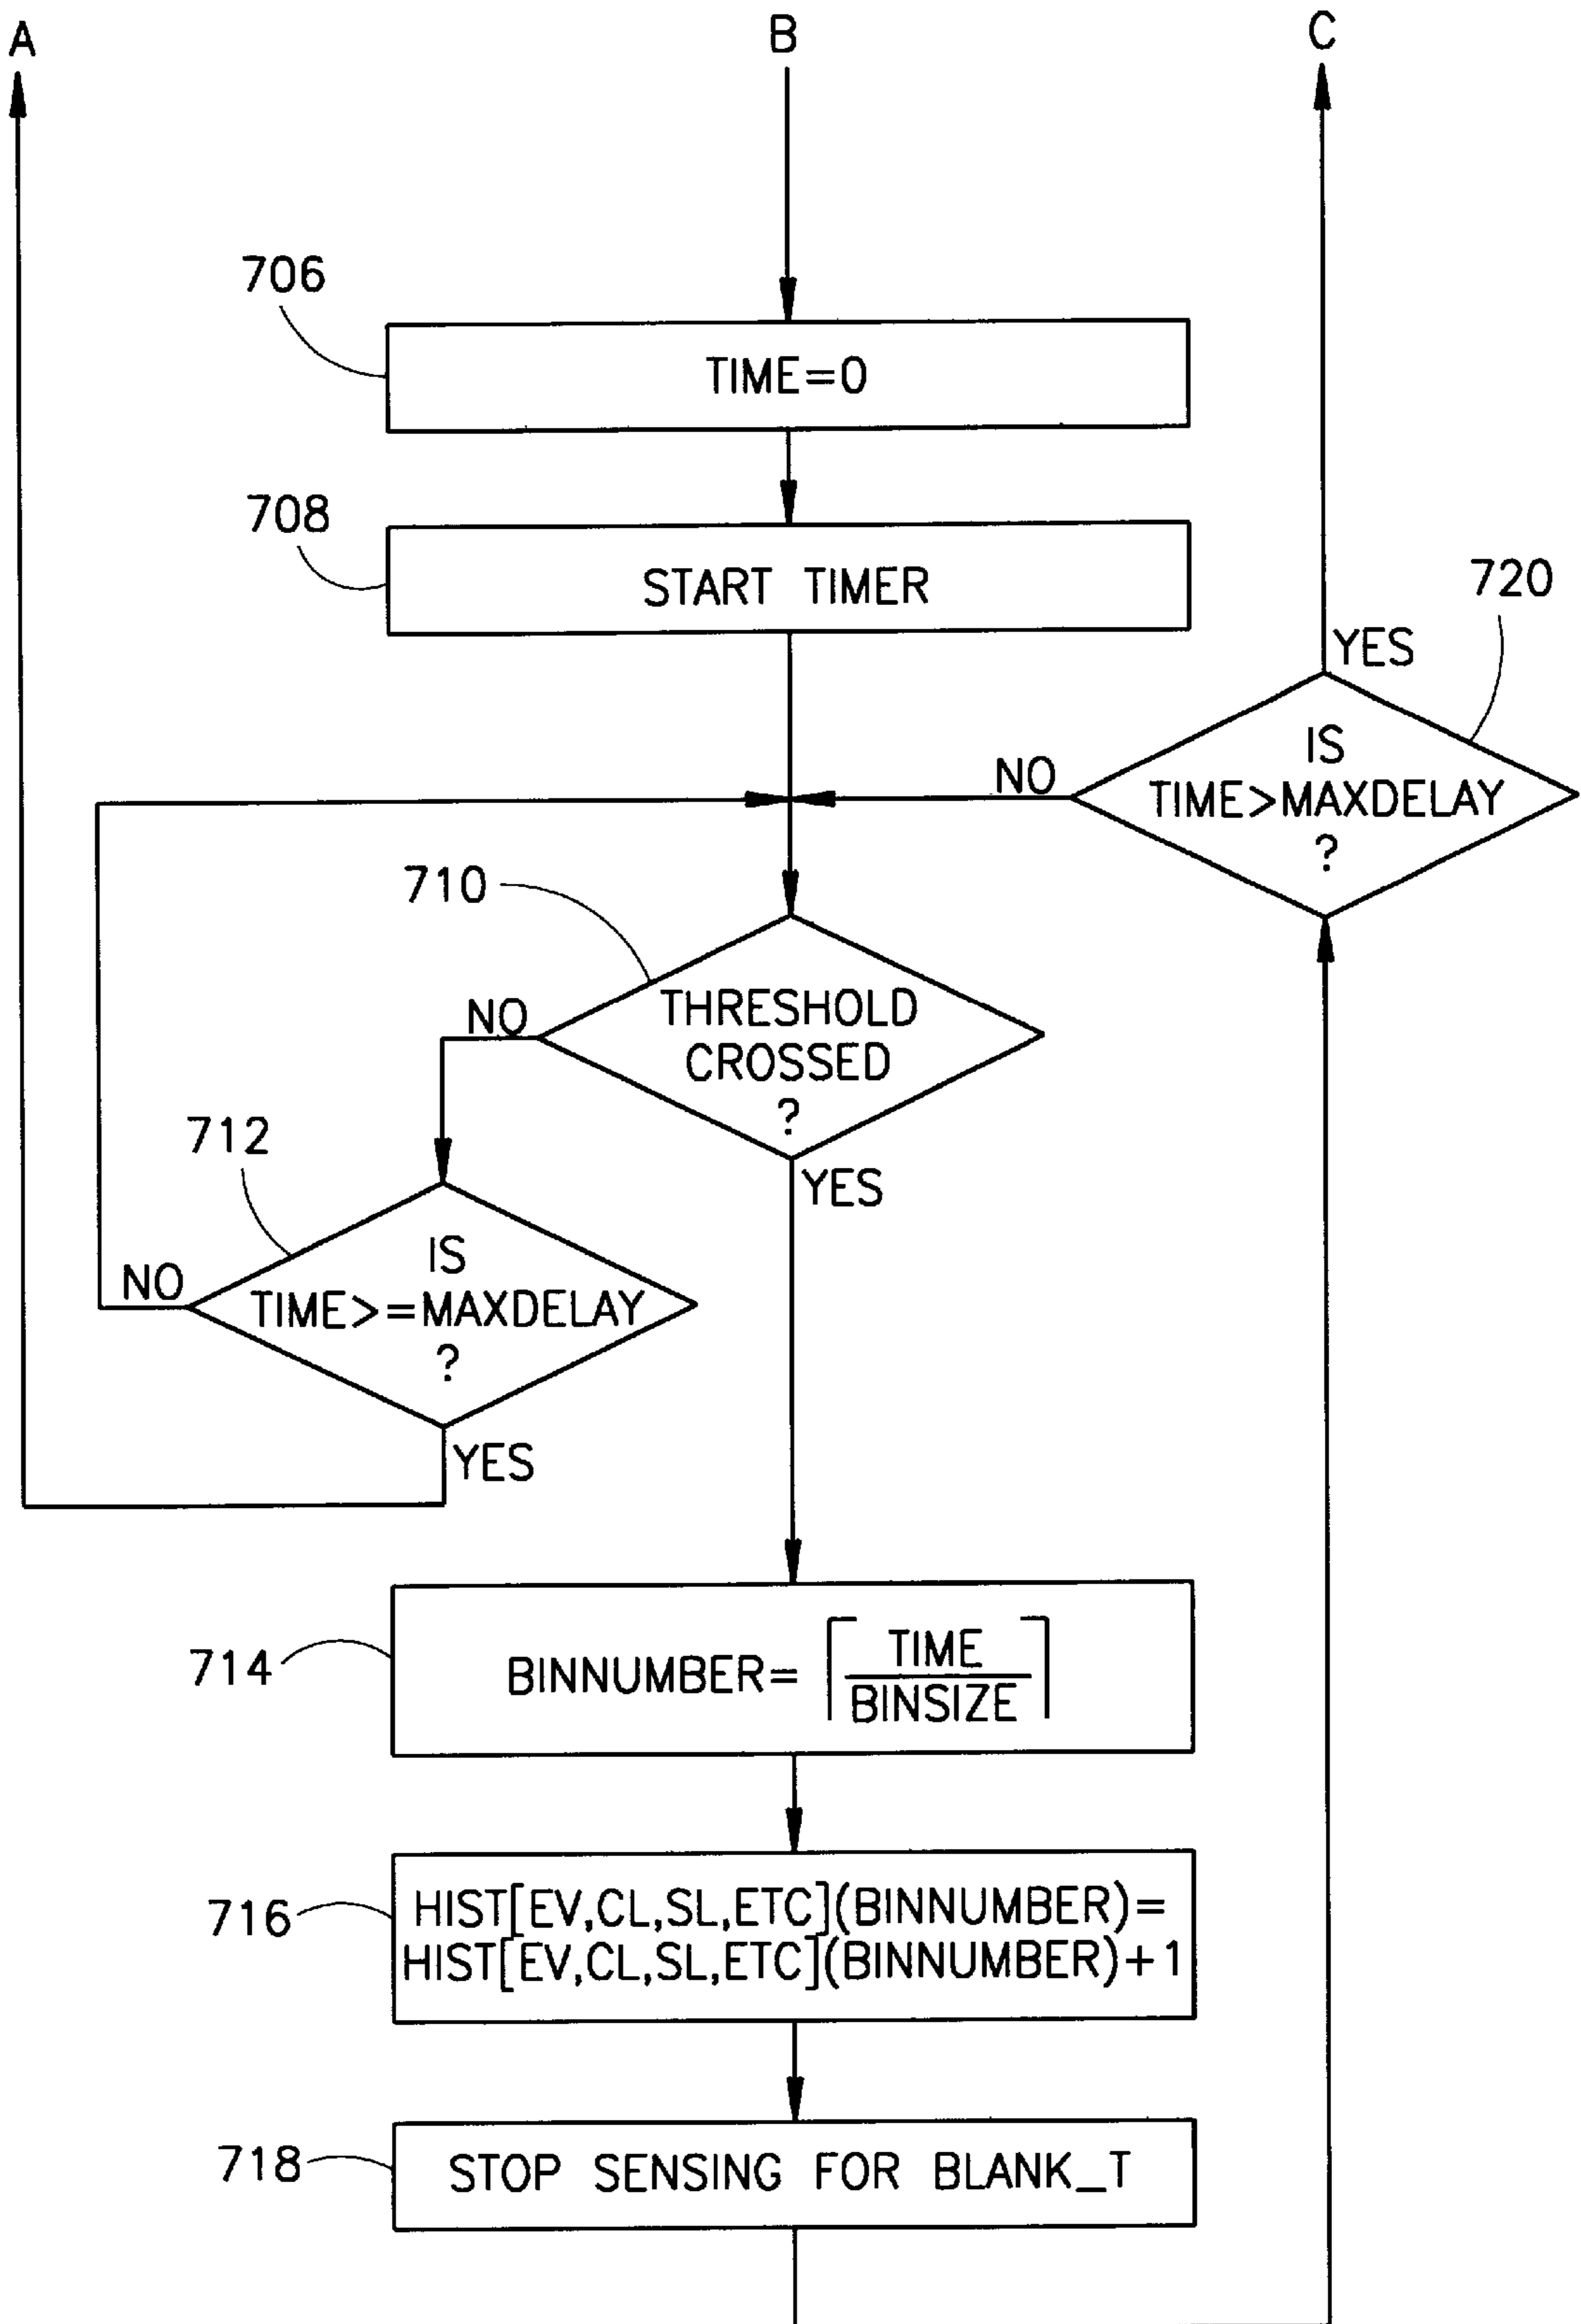 A
B
C
706
TIME=0
708
START TIMER
720
YES
IS
TIME>MAXDELAY
?
NO
710
THRESHOLD
CROSSED
?
NO
YES
712
IS
TIME>=MAXDELAY
?
NO
YES
714
BINNUMBER= ⌈TIME
BINSIZE⌉
716
HIST[EV,CL,SL,ETC](BINNUMBER)=
HIST[EV,CL,SL,ETC](BINNUMBER)+1
718
STOP SENSING FOR BLANK_T